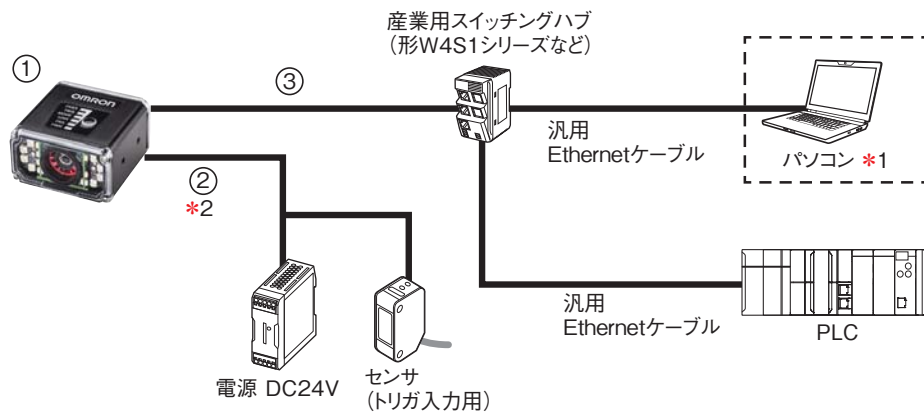 産業用スイッチングハブ
（形W4S1シリーズなど）
①
③
OMRON
汎用
Ethernetケーブル
パソコン *1
②
*2
汎用
Ethernetケーブル
PLC
電源 DC24V
センサ
（トリガ入力用）